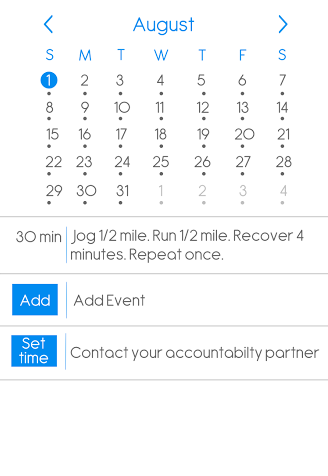 August
S M T W T F S
1 2 3 4 5 6 7
8 9 10 11 12 13 14
15 16 17 18 19 20 21
22 23 24 25 26 27 28
29 30 31 1 2 3 4
30 min Jog 1/2 mile. Run 1/2 mile. Recover 4
minutes. Repeat once.
Add Add Event
Set
time
Contact your accountabilty partner